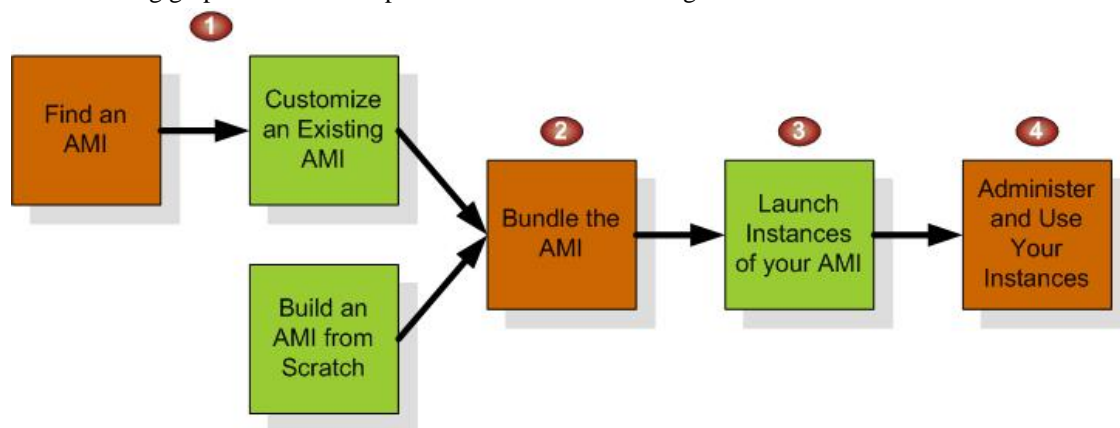 1
Find an
AMI
Customize
an Existing
AMI
Build an
AMI from
Scratch
2
Bundle the
AMI
3
Launch
Instances
of your AMI
4
Administer
and Use
Your
Instances